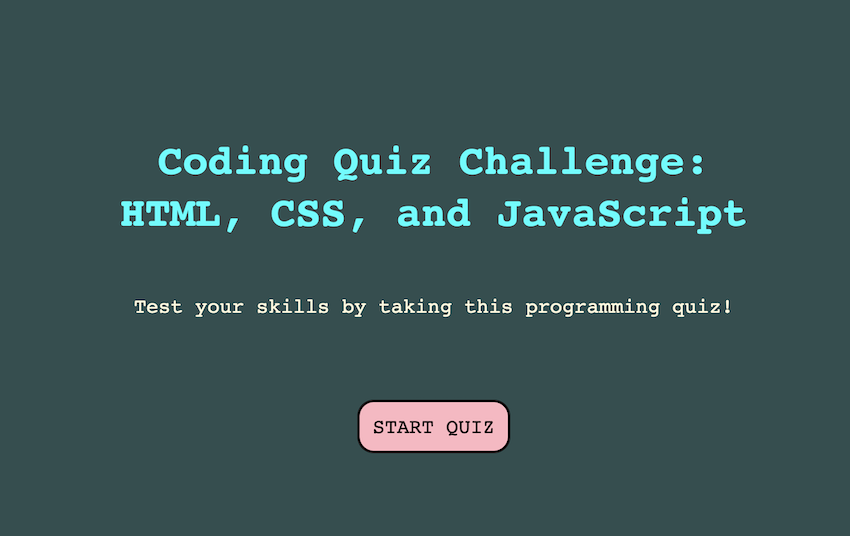 Coding Quiz Challenge:
HTML, CSS, and JavaScript
Test your skills by taking this programming quiz!
START QUIZ